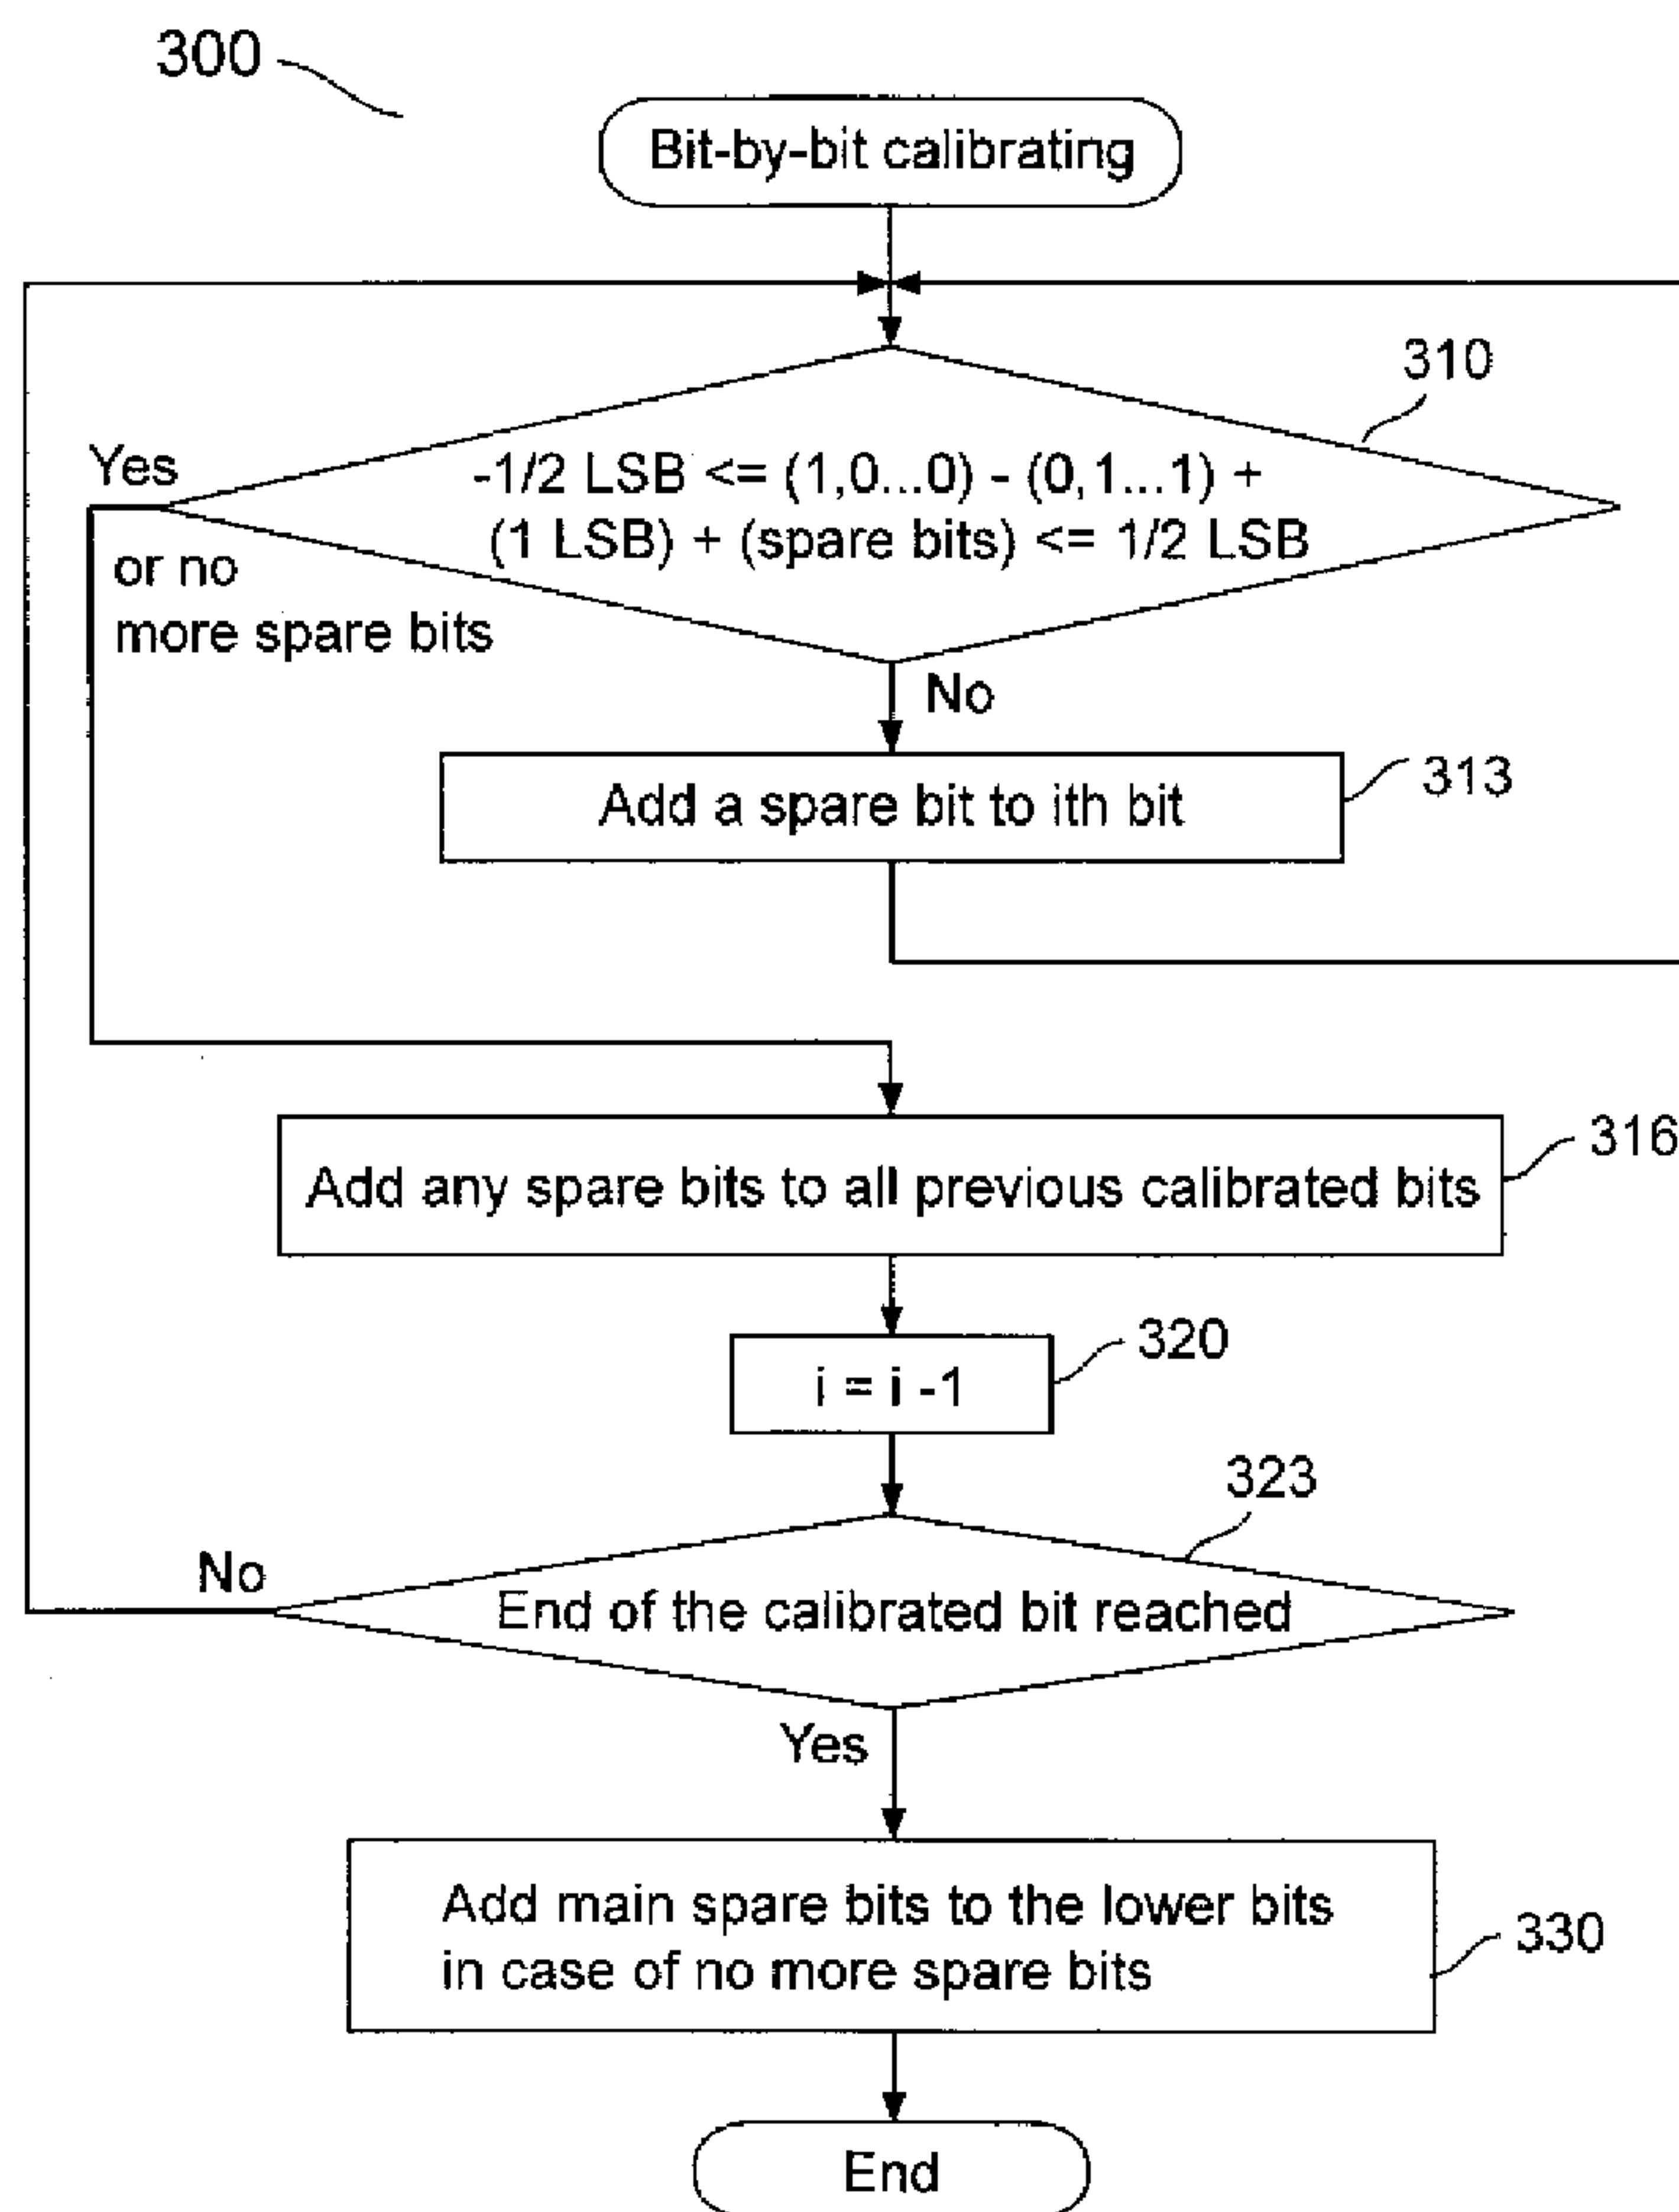 300
Bit-by-bit calibrating
310
Yes
-1/2 LSB <= (1,0...0) - (0,1...1) +
(1 LSB) + (spare bits) <= 1/2 LSB
or no
more spare bits
No
Add a spare bit to ith bit
313
316
Add any spare bits to all previous calibrated bits
320
i = i -1
323
No
End of the calibrated bit reached
Yes
Add main spare bits to the lower bits
in case of no more spare bits
330
End